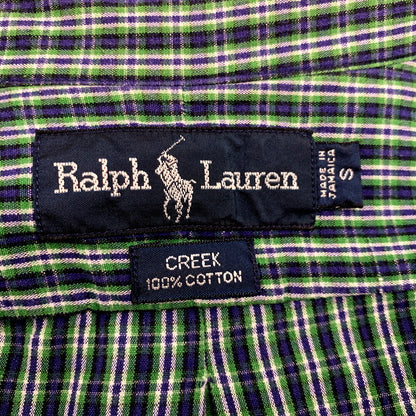 Ralph Lauren
MADE IN
JAMAICA
S
CREEK
100% COTTON